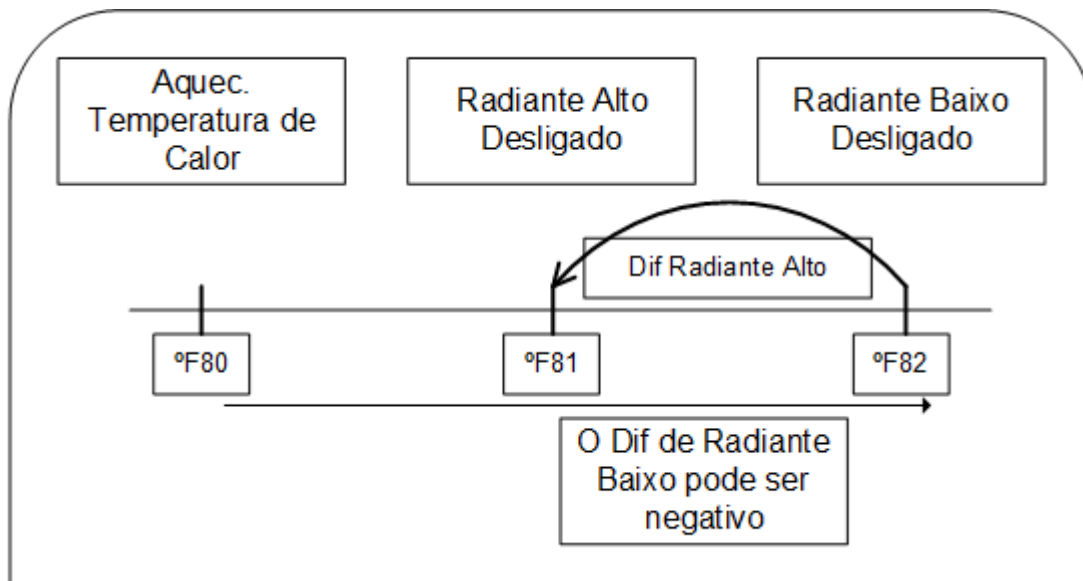 Aquec.
Temperatura de
Calor
Radiante Alto
Desligado
Radiante Baixo
Desligado
Dif Radiante Alto
ºF80
ºF81
ºF82
O Dif de Radiante
Baixo pode ser
negativo